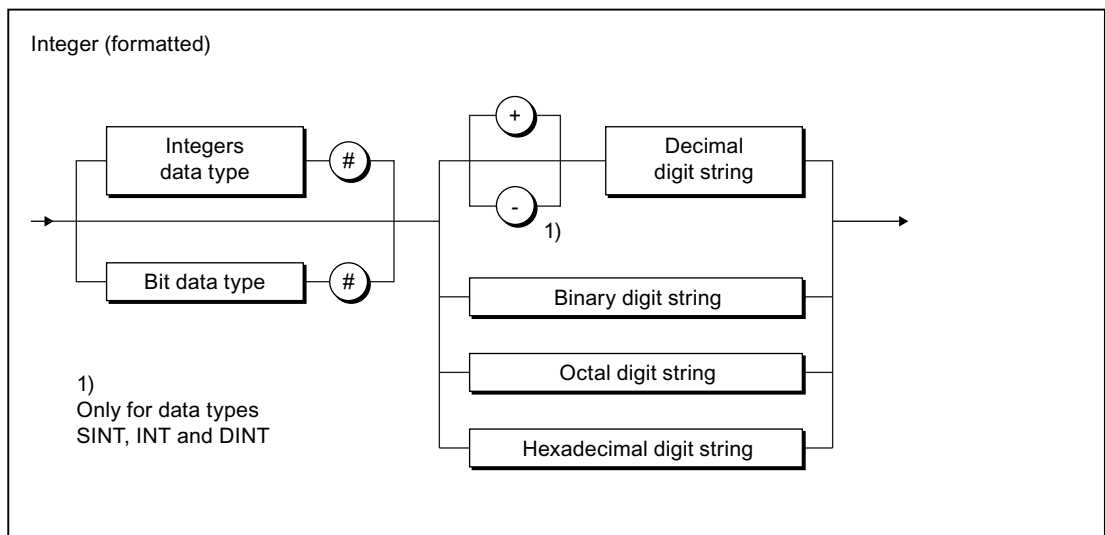 Integer (formatted)
+
Integers
data type
#
Decimal
digit string
-
1)
Bit data type
#
Binary digit string
Octal digit string
1)
Only for data types
SINT, INT and DINT
Hexadecimal digit string